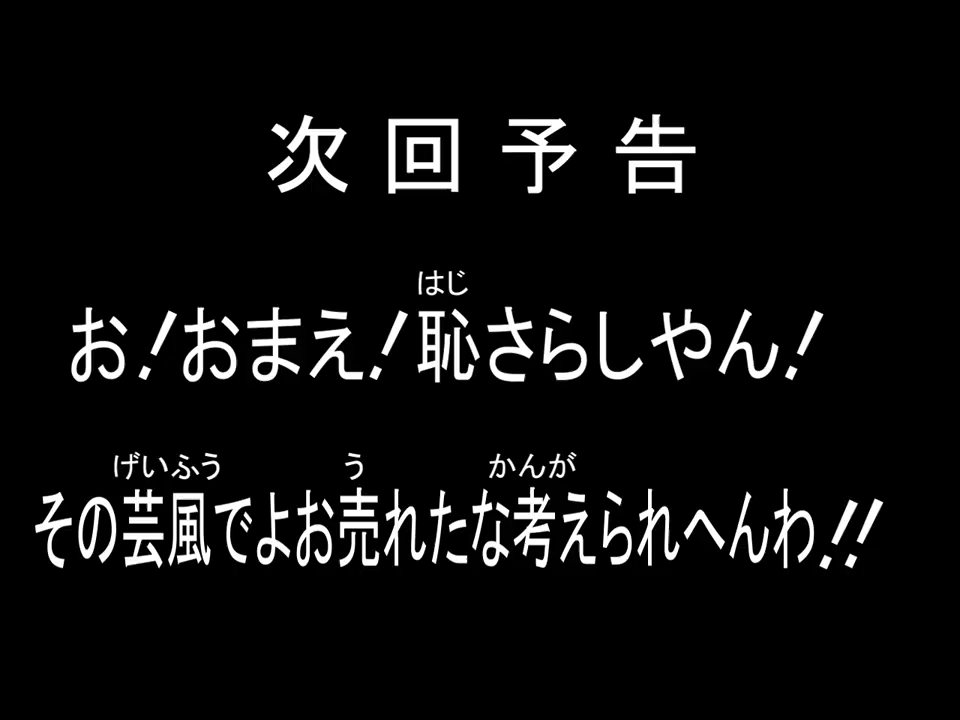 次回予告
はじ
お！おまえ！恥さらしやん！
げいふう う かんが
その芸風でよお売れたな考えられへんわ！！